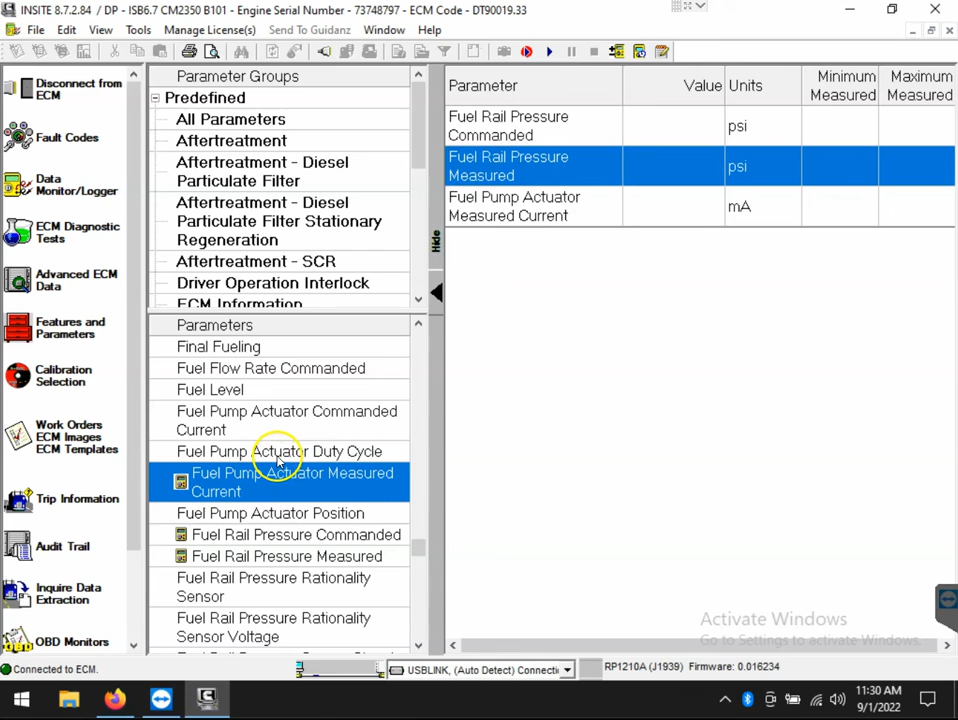 INSITE 8.7.2.84 / DP - ISB6.7 CM2350 B101 - Engine Serial Number - 73748797 - ECM Code - DT90019.33
File Edit View Tools Manage License(s) Send To Guidanz Window Help
Disconnect from
ECM
Fault Codes
Data
Monitor/Logger
ECM Diagnostic
Tests
Advanced ECM
Data
Features and
Parameters
Calibration
Selection
Work Orders
ECM Images
ECM Templates
Trip Information
Audit Trail
Inquire Data
Extraction
OBD Monitors
Parameter Groups
Predefined
All Parameters
Aftertreatment
Aftertreatment - Diesel
Particulate Filter
Aftertreatment - Diesel
Particulate Filter Stationary
Regeneration
Aftertreatment - SCR
Driver Operation Interlock
ECM Information
Parameters
Final Fueling
Fuel Flow Rate Commanded
Fuel Level
Fuel Pump Actuator Commanded
Current
Fuel Pump Actuator Duty Cycle
Fuel Pump Actuator Measured
Current
Fuel Pump Actuator Position
Fuel Rail Pressure Commanded
Fuel Rail Pressure Measured
Fuel Rail Pressure Rationality
Sensor
Fuel Rail Pressure Rationality
Sensor Voltage
Hide
Parameter Value Units Minimum
Measured Maximum
Measured
Fuel Rail Pressure
Commanded psi
Fuel Rail Pressure
Measured psi
Fuel Pump Actuator
Measured Current mA
Activate Windows
Go to Settings to activate Windows.
Connected to ECM.
USBLINK, (Auto Detect) Connecti
RP1210A (J1939) Firmware: 0.016234
11:30 AM
9/1/2022